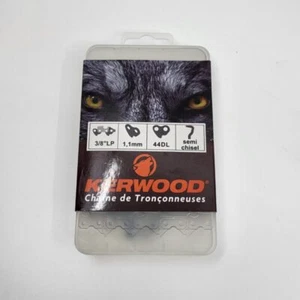 3/8"LP 1,1mm 44DL semi
chisel
KERWOOD
Chaîne de Tronçonneuses